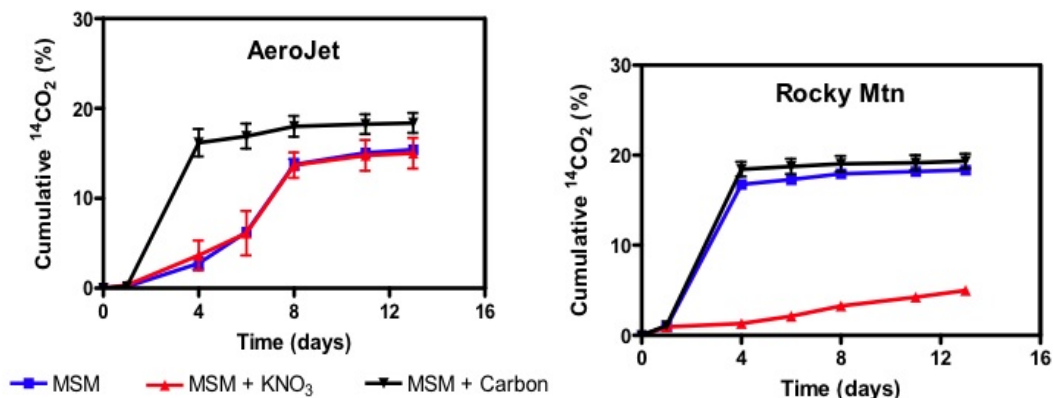 AeroJet
Cumulative ¹⁴CO₂ (%)
30
20
10
0
0 4 8 12 16
Time (days)
Rocky Mtn
Cumulative ¹⁴CO₂ (%)
30
20
10
0
0 4 8 12 16
Time (days)
MSM MSM + KNO₃ MSM + Carbon